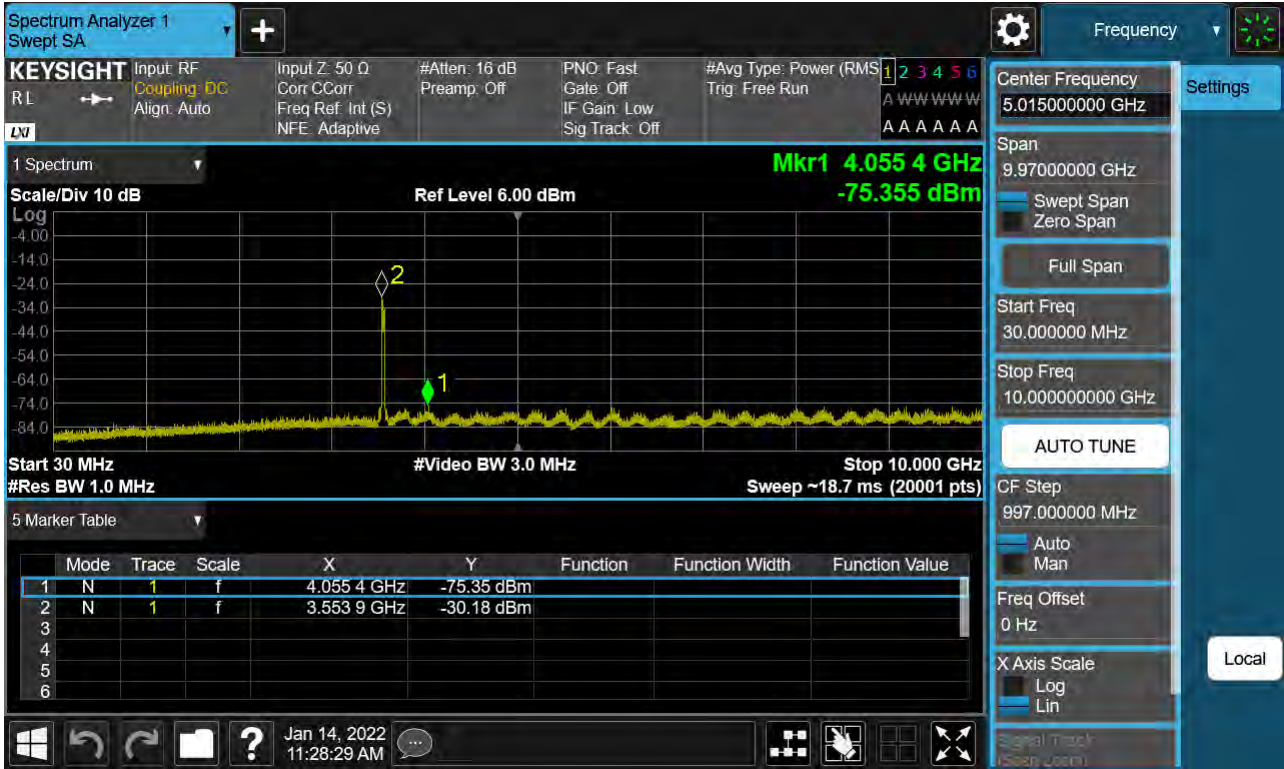 Spectrum Analyzer 1
Swept SA
Frequency
KEYSIGHT
R L
LXI
Input: RF
Coupling: DC
Align: Auto
Input Z: 50 Ω
Corr CCorr
Freq Ref: Int (S)
NFE: Adaptive
#Atten: 16 dB
Preamp: Off
PNO: Fast
Gate: Off
IF Gain: Low
Sig Track: Off
#Avg Type: Power (RMS
Trig: Free Run
1 2 3 4 5 6
A W W W W W
A A A A A A
1 Spectrum
Scale/Div 10 dB
Ref Level 6.00 dBm
Mkr1 4.055 4 GHz
-75.355 dBm
Log
-4.00
-14.0
-24.0
-34.0
-44.0
-54.0
-64.0
-74.0
-84.0
2
1
Start 30 MHz
#Video BW 3.0 MHz
Stop 10.000 GHz
#Res BW 1.0 MHz
Sweep ~18.7 ms (20001 pts)
5 Marker Table
Mode Trace Scale X Y Function Function Width Function Value
1 N 1 f 4.055 4 GHz -75.35 dBm
2 N 1 f 3.553 9 GHz -30.18 dBm
3
4
5
6
?
Jan 14, 2022
11:28:29 AM
Center Frequency
5.015000000 GHz
Settings
Span
9.97000000 GHz
Swept Span
Zero Span
Full Span
Start Freq
30.000000 MHz
Stop Freq
10.000000000 GHz
AUTO TUNE
CF Step
997.000000 MHz
Auto
Man
Freq Offset
0 Hz
X Axis Scale
Log
Lin
Local
Signal Track
(Span Zoom)